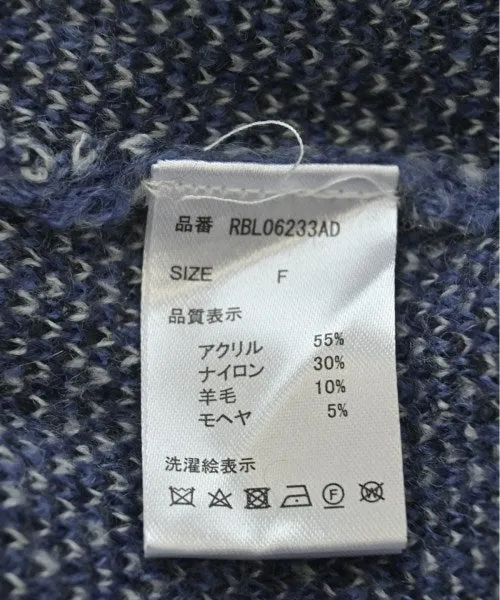 品番 RBL06233AD
SIZE F
品質表示
アクリル 55%
ナイロン 30%
羊毛 10%
モヘヤ 5%
洗濯絵表示
F W